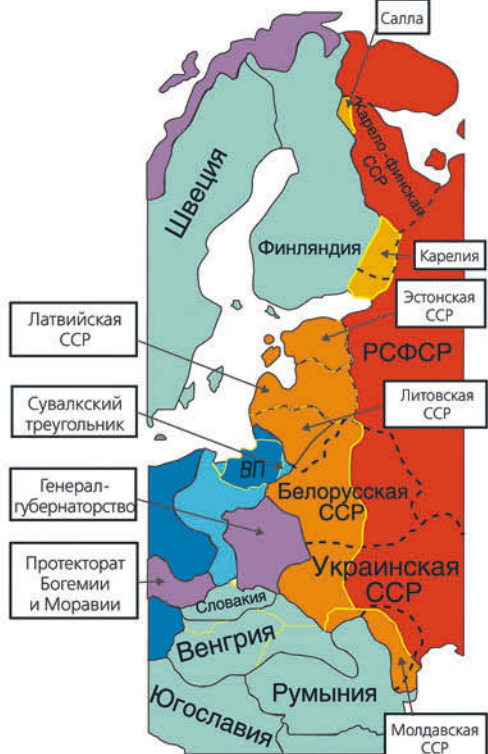 Салла
Карело-финская
ССР
Швеция
Финляндия
Карелия
Эстонская
ССР
Латвийская
ССР
РСФСР
Сувалкский
треугольник
Литовская
ССР
ВП
Генерал-
губернаторство
Белорусская
ССР
Протекторат
Богемии
и Моравии
Украинская
ССР
Словакия
Венгрия
Румыния
Югославия
Молдавская
ССР